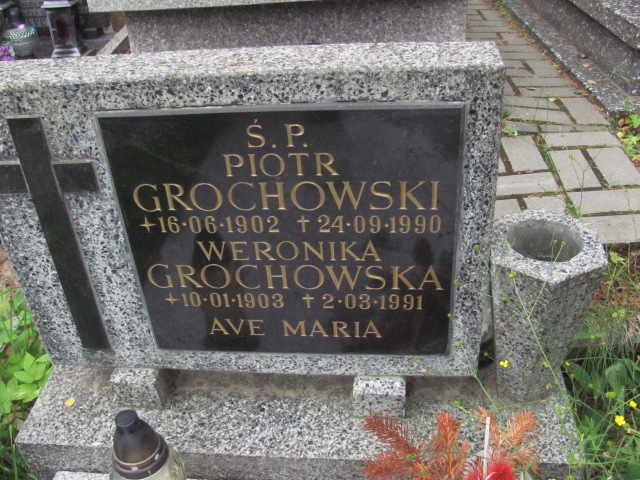 Ś. P.
PIOTR
GROCHOWSKI
+16·06·1902 †24·09·1990
WERONIKA
GROCHOWSKA
+10·01·1903 †2·03·1991
AVE MARIA